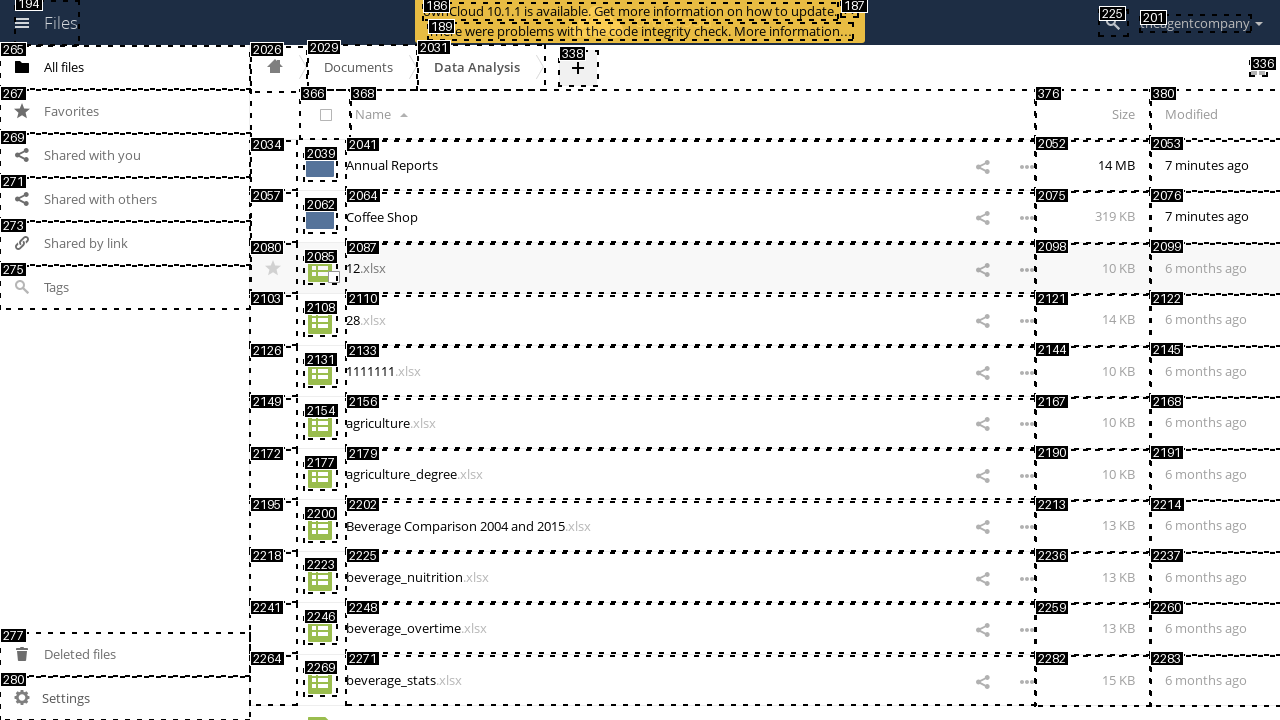 194
Files
186
ownCloud 10.1.1 is available. Get more information on how to update.
187
189
There were problems with the code integrity check. More information…
225
201
theagentcompany
265
All files
267
Favorites
269
Shared with you
271
Shared with others
273
Shared by link
275
Tags
277
Deleted files
280
Settings
2026
2029
Documents
2031
Data Analysis
338
+
336
366
368
Name
376
Size
380
Modified
2034
2039
2041
Annual Reports
2052
14 MB
2053
7 minutes ago
2057
2062
2064
Coffee Shop
2075
319 KB
2076
7 minutes ago
2080
2085
2087
12.xlsx
2098
10 KB
2099
6 months ago
2103
2108
2110
28.xlsx
2121
14 KB
2122
6 months ago
2126
2131
2133
1111111.xlsx
2144
10 KB
2145
6 months ago
2149
2154
2156
agriculture.xlsx
2167
10 KB
2168
6 months ago
2172
2177
2179
agriculture_degree.xlsx
2190
10 KB
2191
6 months ago
2195
2200
2202
Beverage Comparison 2004 and 2015.xlsx
2213
13 KB
2214
6 months ago
2218
2223
2225
beverage_nuitrition.xlsx
2236
13 KB
2237
6 months ago
2241
2246
2248
beverage_overtime.xlsx
2259
13 KB
2260
6 months ago
2264
2269
2271
beverage_stats.xlsx
2282
15 KB
2283
6 months ago